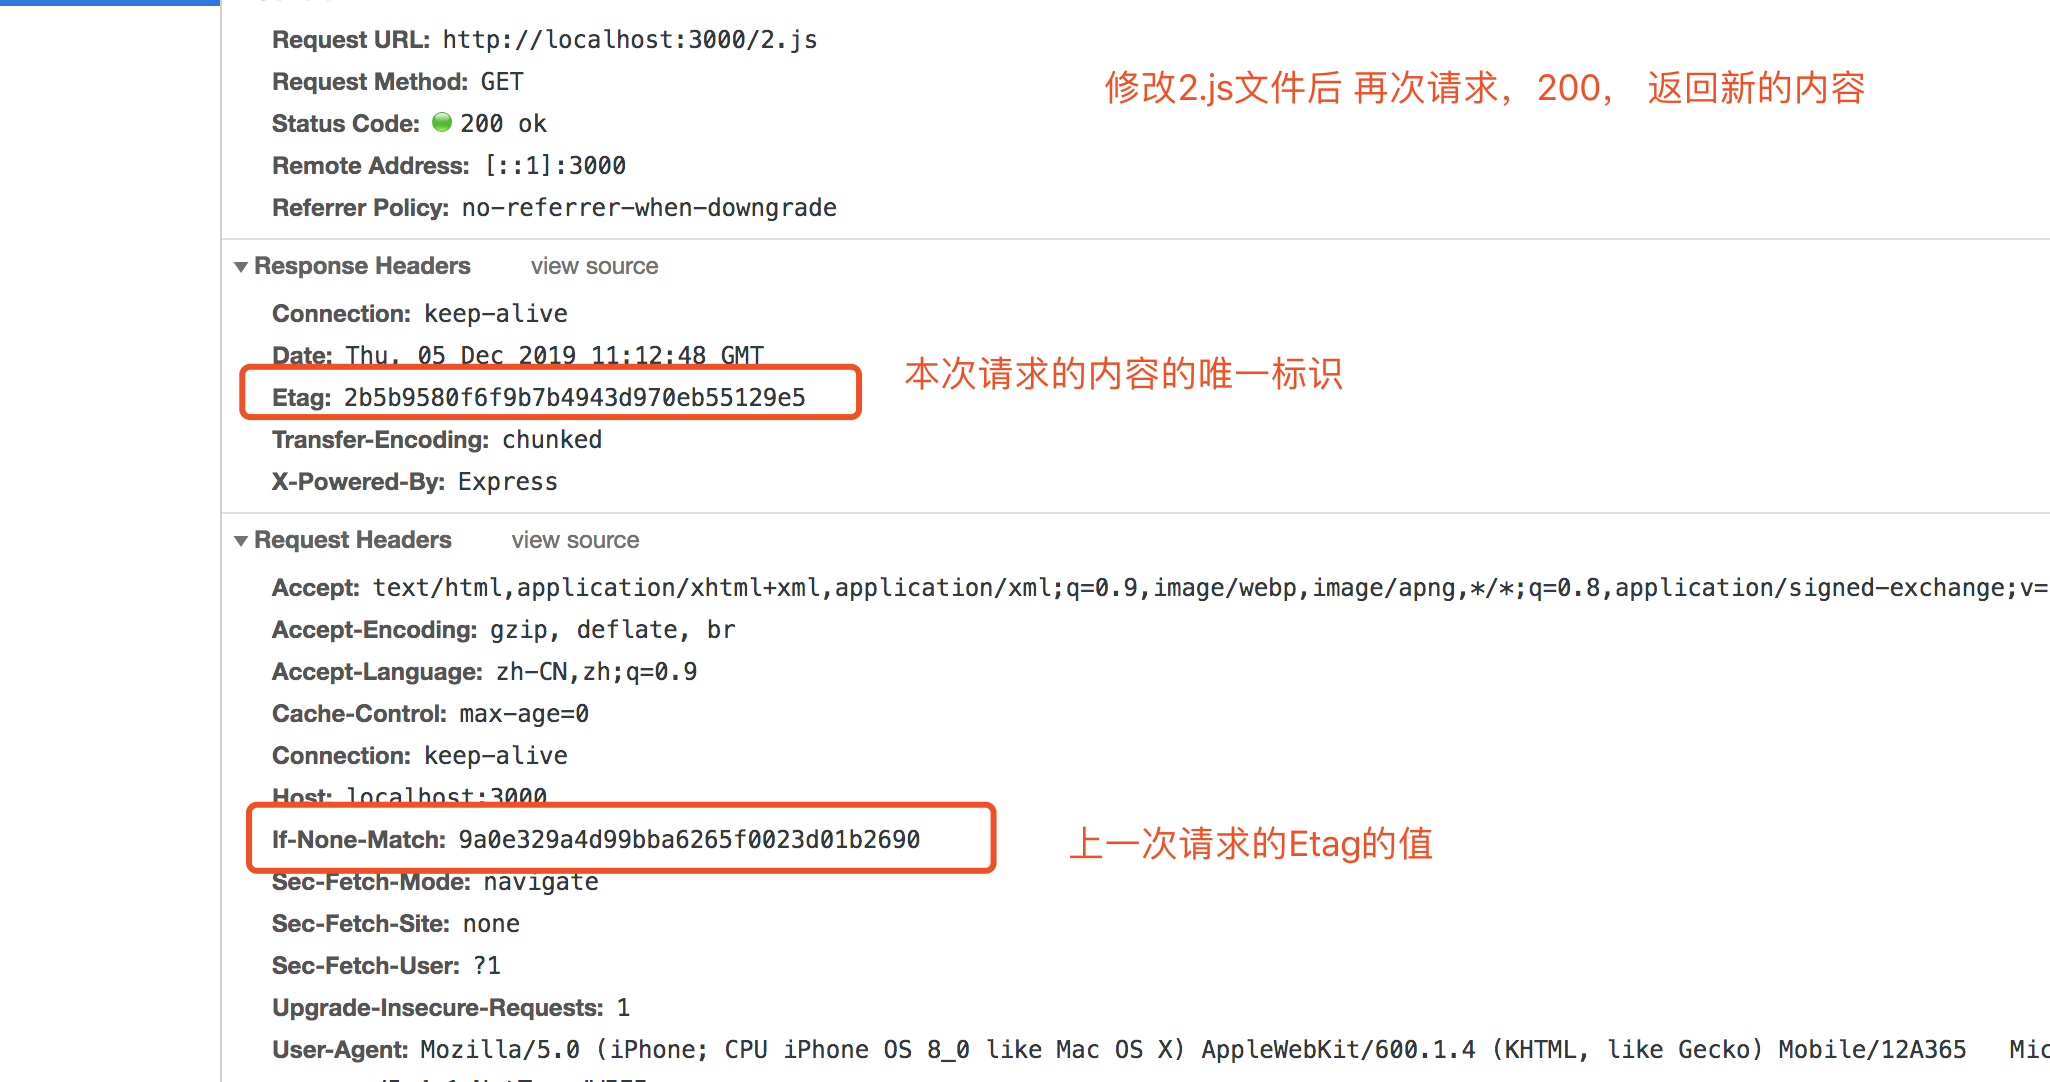 Request URL: http://localhost:3000/2.js
Request Method: GET
修改2.js文件后 再次请求，200， 返回新的内容
Status Code: 200 ok
Remote Address: [::1]:3000
Referrer Policy: no-referrer-when-downgrade
Response Headers view source
Connection: keep-alive
Date: Thu, 05 Dec 2019 11:12:48 GMT
本次请求的内容的唯一标识
Etag: 2b5b9580f6f9b7b4943d970eb55129e5
Transfer-Encoding: chunked
X-Powered-By: Express
Request Headers view source
Accept: text/html,application/xhtml+xml,application/xml;q=0.9,image/webp,image/apng,*/*;q=0.8,application/signed-exchange;v=
Accept-Encoding: gzip, deflate, br
Accept-Language: zh-CN,zh;q=0.9
Cache-Control: max-age=0
Connection: keep-alive
Host: localhost:3000
If-None-Match: 9a0e329a4d99bba6265f0023d01b2690
上一次请求的Etag的值
Sec-Fetch-Mode: navigate
Sec-Fetch-Site: none
Sec-Fetch-User: ?1
Upgrade-Insecure-Requests: 1
User-Agent: Mozilla/5.0 (iPhone; CPU iPhone OS 8_0 like Mac OS X) AppleWebKit/600.1.4 (KHTML, like Gecko) Mobile/12A365 Mic